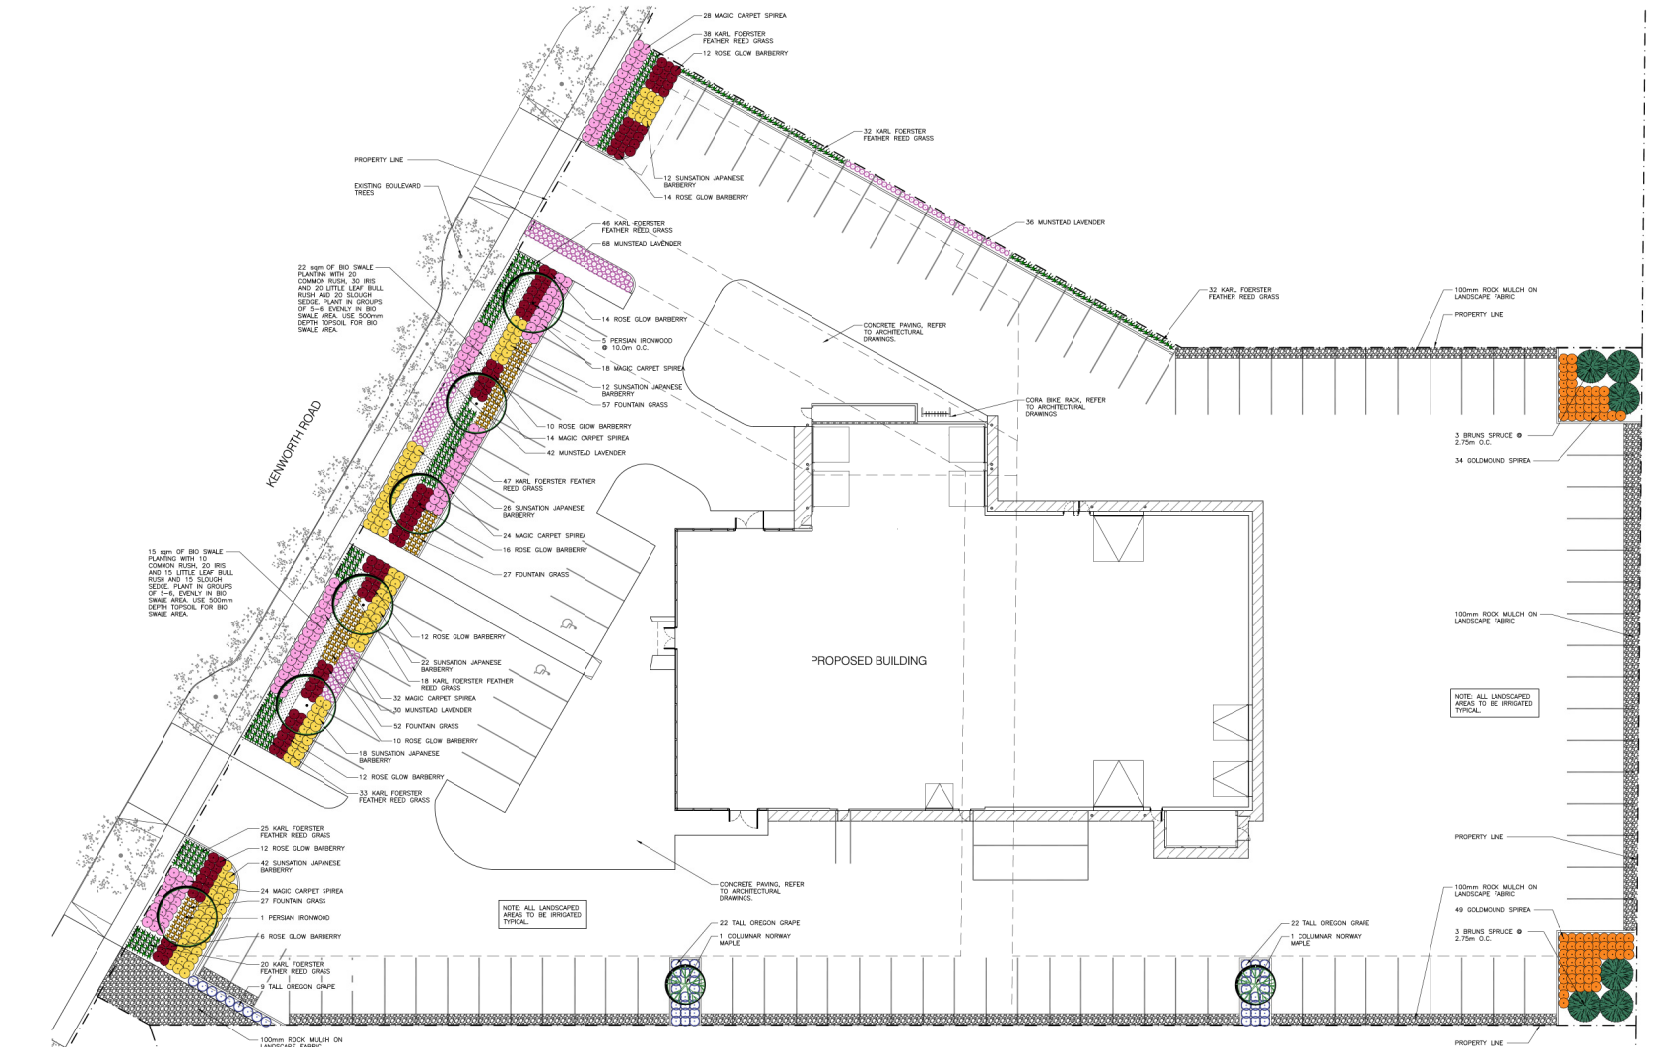 28 MAGIC CARPET SPIREA
38 KARL FOERSTER
FEATHER REED GRASS
12 ROSE GLOW BARBERRY
32 KARL FOERSTER
FEATHER REED GRASS
PROPERTY LINE
EXISTING BOULEVARD
TREES
12 SUNSATION JAPANESE
BARBERRY
14 ROSE GLOW BARBERRY
36 MUNSTEAD LAVENDER
46 KARL FOERSTER
FEATHER REED GRASS
68 MUNSTEAD LAVENDER
22 sqm OF BIO SWALE
PLANTING WITH 20
COMMON RUSH, 30 IRIS
AND 20 LITTLE LEAF BULL
RUSH AND 20 SLOUGH
SEDGE. PLANT IN GROUPS
OF 5-6 EVENLY IN BIO
SWALE AREA. USE 500mm
DEPTH TOPSOIL FOR BIO
SWALE AREA.
32 KARL FOERSTER
FEATHER REED GRASS
100mm ROCK MULCH ON
LANDSCAPE FABRIC
PROPERTY LINE
14 ROSE GLOW BARBERRY
5 PERSIAN IRONWOOD
@ 10.0m O.C.
CONCRETE PAVING, REFER
TO ARCHITECTURAL
DRAWINGS.
18 MAGIC CARPET SPIREA
12 SUNSATION JAPANESE
BARBERRY
57 FOUNTAIN GRASS
CORA BIKE RACK, REFER
TO ARCHITECTURAL
DRAWINGS
KENWORTH ROAD
10 ROSE GLOW BARBERRY
14 MAGIC CARPET SPIREA
42 MUNSTEAD LAVENDER
3 BRUNS SPRUCE @
2.75m O.C.
34 GOLDMOUND SPIREA
47 KARL FOERSTER FEATHER
REED GRASS
26 SUNSATION JAPANESE
BARBERRY
24 MAGIC CARPET SPIREA
16 ROSE GLOW BARBERRY
27 FOUNTAIN GRASS
15 sqm OF BIO SWALE
PLANTING WITH 10
COMMON RUSH, 20 IRIS
AND 15 LITTLE LEAF BULL
RUSH AND 15 SLOUGH
SEDGE. PLANT IN GROUPS
OF 5-6, EVENLY IN BIO
SWALE AREA. USE 500mm
DEPTH TOPSOIL FOR BIO
SWALE AREA.
100mm ROCK MULCH ON
LANDSCAPE FABRIC
12 ROSE GLOW BARBERRY
22 SUNSATION JAPANESE
BARBERRY
PROPOSED BUILDING
18 KARL FOERSTER FEATHER
REED GRASS
32 MAGIC CARPET SPIREA
30 MUNSTEAD LAVENDER
NOTE: ALL LANDSCAPED
AREAS TO BE IRRIGATED
TYPICAL.
52 FOUNTAIN GRASS
10 ROSE GLOW BARBERRY
18 SUNSATION JAPANESE
BARBERRY
12 ROSE GLOW BARBERRY
33 KARL FOERSTER
FEATHER REED GRASS
25 KARL FOERSTER
FEATHER REED GRASS
12 ROSE GLOW BARBERRY
42 SUNSATION JAPANESE
BARBERRY
PROPERTY LINE
24 MAGIC CARPET SPIREA
27 FOUNTAIN GRASS
CONCRETE PAVING, REFER
TO ARCHITECTURAL
DRAWINGS.
100mm ROCK MULCH ON
LANDSCAPE FABRIC
1 PERSIAN IRONWOOD
NOTE: ALL LANDSCAPED
AREAS TO BE IRRIGATED
TYPICAL.
49 GOLDMOUND SPIREA
6 ROSE GLOW BARBERRY
22 TALL OREGON GRAPE
1 COLUMNAR NORWAY
MAPLE
22 TALL OREGON GRAPE
1 COLUMNAR NORWAY
MAPLE
3 BRUNS SPRUCE @
2.75m O.C.
20 KARL FOERSTER
FEATHER REED GRASS
9 TALL OREGON GRAPE
100mm ROCK MULCH ON
LANDSCAPE FABRIC
PROPERTY LINE